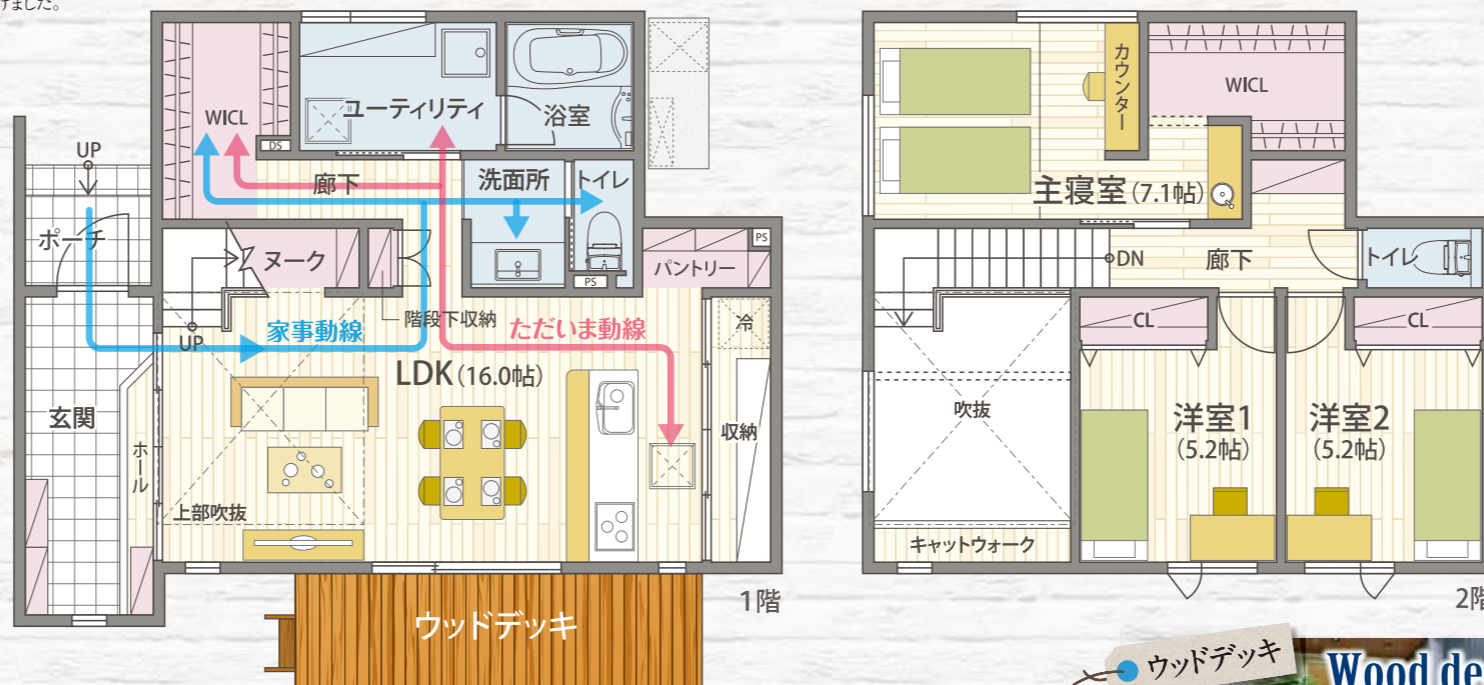 けました。
WICL
ユーティリティ
浴室
DS
UP
廊下
洗面所
トイレ
ポーチ
ヌーク
PS
パントリー
PS
階段下収納
冷
UP
家事動線
ただいま動線
LDK(16.0帖)
玄関
ホール
収納
上部吹抜
ウッドデッキ
1階
カウンター
WICL
主寝室(7.1帖)
DN
廊下
トイレ
CL
CL
吹抜
洋室1
(5.2帖)
洋室2
(5.2帖)
キャットウォーク
2階
ウッドデッキ
Wood de